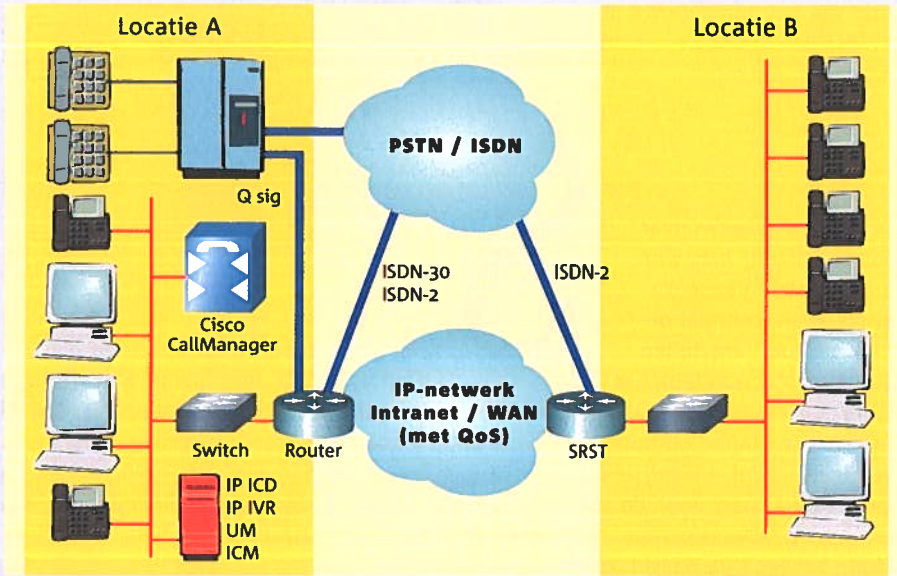 Locatie A
Locatie B
PSTN / ISDN
Q sig
ISDN-30
ISDN-2
ISDN-2
Cisco
CallManager
IP-netwerk
Intranet / WAN
(met QoS)
Switch
Router
SRST
IP ICD
IP IVR
UM
ICM